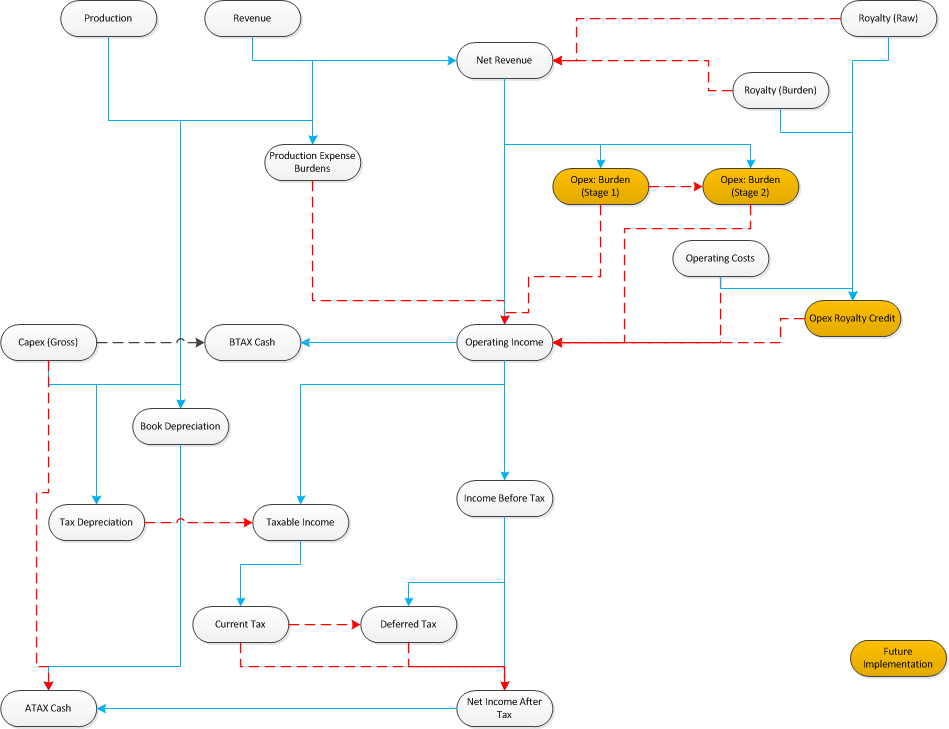 Production
Revenue
Royalty (Raw)
Net Revenue
Royalty (Burden)
Production Expense
Burdens
Opex: Burden
(Stage 1)
Opex: Burden
(Stage 2)
Operating Costs
Opex Royalty Credit
Capex (Gross)
BTAX Cash
Operating Income
Book Depreciation
Income Before Tax
Tax Depreciation
Taxable Income
Current Tax
Deferred Tax
Future
Implementation
ATAX Cash
Net Income After
Tax